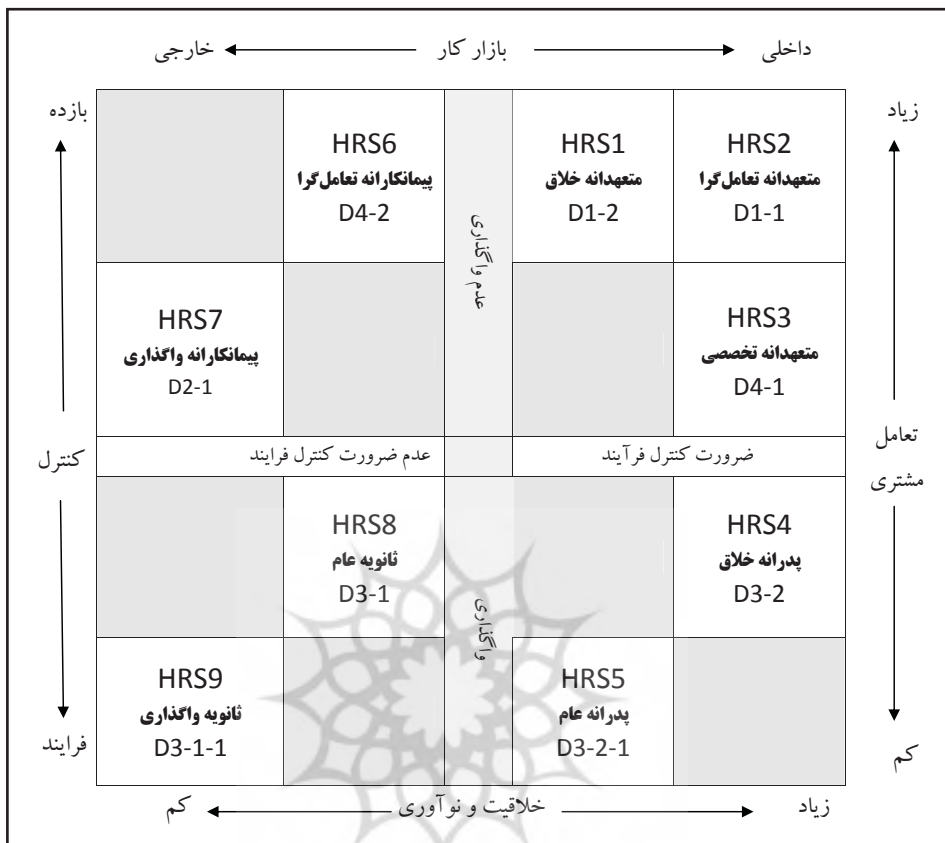 داخلی بازار کار خارجی
زیاد
بازده
HRS2
متعهدانه تعامل‌گرا
D1-1
HRS1
متعهدانه خلاق
D1-2
عدم واگذاری
HRS6
پیمانکارانه تعامل‌گرا
D4-2
HRS3
متعهدانه تخصصی
D4-1
HRS7
پیمانکارانه واگذاری
D2-1
تعامل
مشتری
ضرورت کنترل فرآیند
عدم ضرورت کنترل فرایند
کنترل
HRS4
پدرانه خلاق
D3-2
واگذاری
HRS8
ثانویه عام
D3-1
HRS5
پدرانه عام
D3-2-1
HRS9
ثانویه واگذاری
D3-1-1
کم
فرایند
زیاد خلاقیت و نوآوری کم